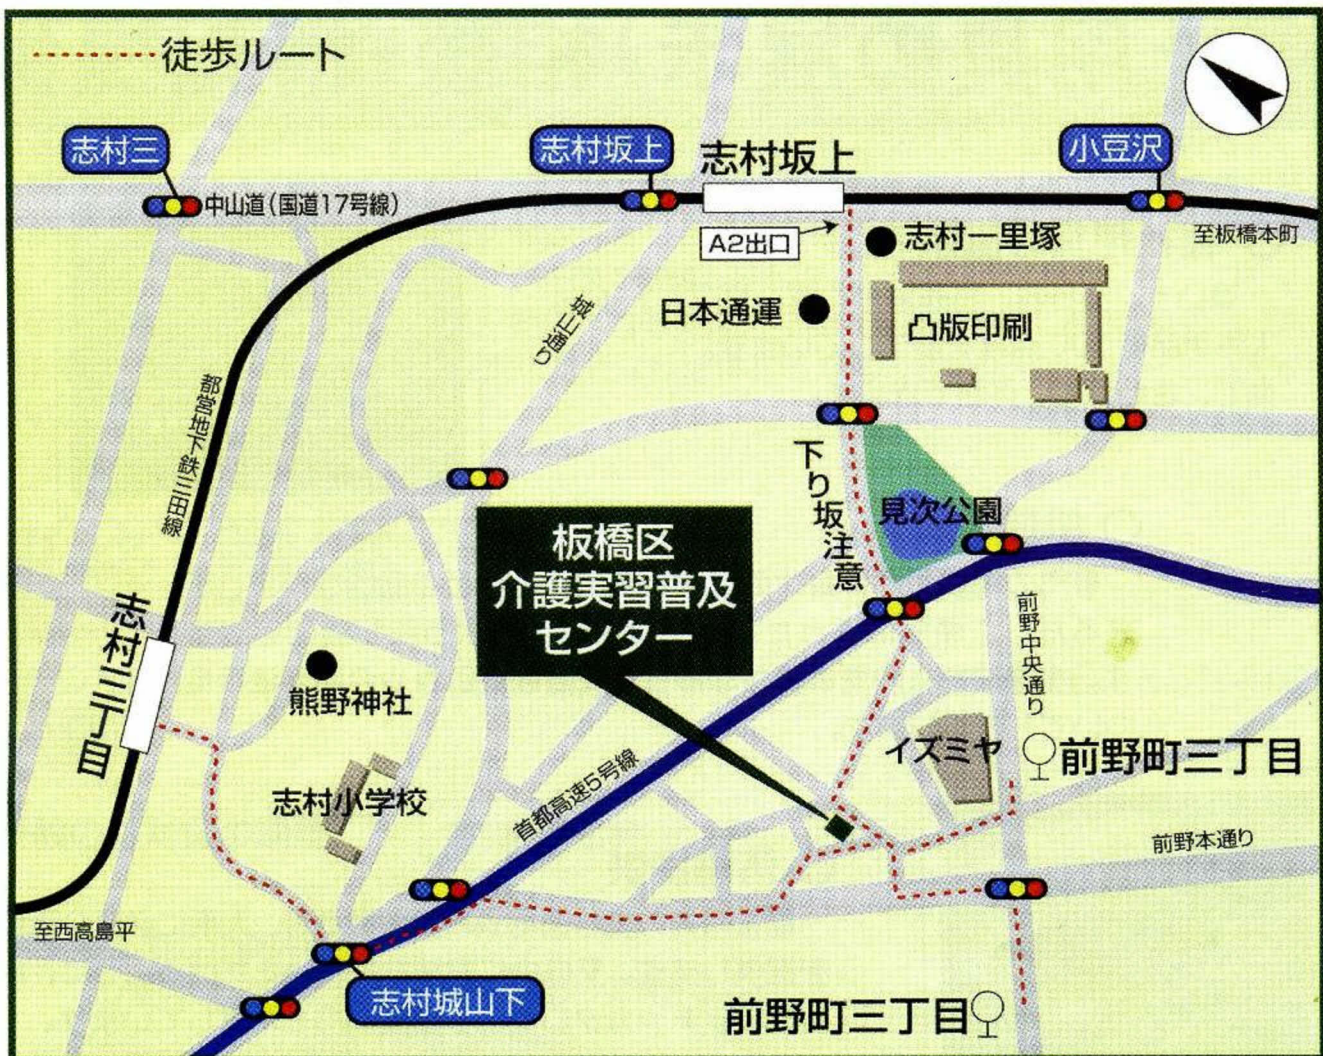 徒歩ルート
志村三
志村坂上
志村坂上
小豆沢
中山道(国道17号線)
A2出口
志村一里塚
至板橋本町
城山通り
日本通運
凸版印刷
都営地下鉄三田線
下り坂注意
見次公園
板橋区
介護実習普及
センター
志村三丁目
熊野神社
前野中央通り
イズミヤ
前野町三丁目
志村小学校
首都高速5号線
前野本通り
至西高島平
志村城山下
前野町三丁目